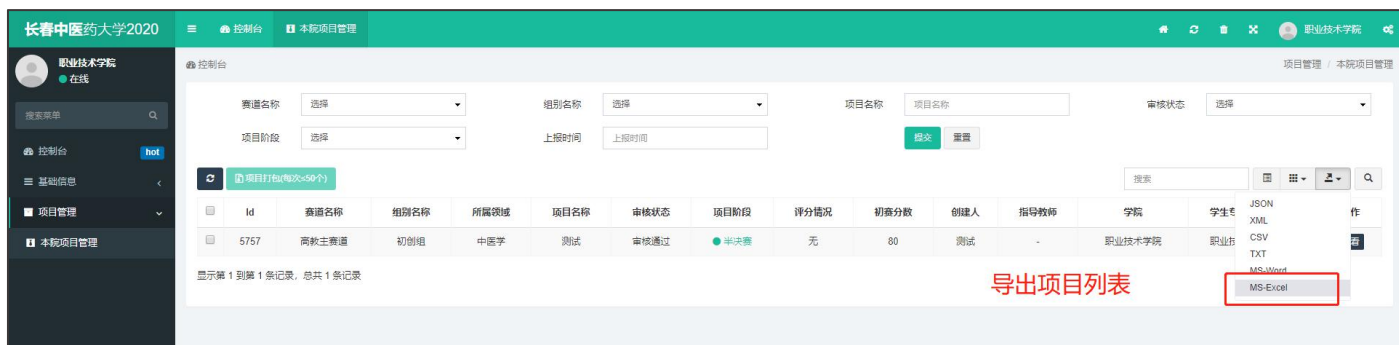 长春中医药大学2020 控制台 本院项目管理 职业技术学院
职业技术学院
在线
控制台 项目管理 / 本院项目管理
搜索菜单
控制台 hot
基础信息
项目管理
本院项目管理
赛道名称 选择 组别名称 选择 项目名称 项目名称 审核状态 选择
项目阶段 选择 上报时间 上报时间 提交 重置
项目打包(每次≤50个) 搜索
Id 赛道名称 组别名称 所属领域 项目名称 审核状态 项目阶段 评分情况 初赛分数 创建人 指导教师 学院 学生专 作
5757 高教主赛道 初创组 中医学 测试 审核通过 半决赛 无 80 测试 - 职业技术学院 职业技 看
显示第 1 到第 1 条记录，总共 1 条记录
JSON
XML
CSV
TXT
MS-Word
MS-Excel
导出项目列表